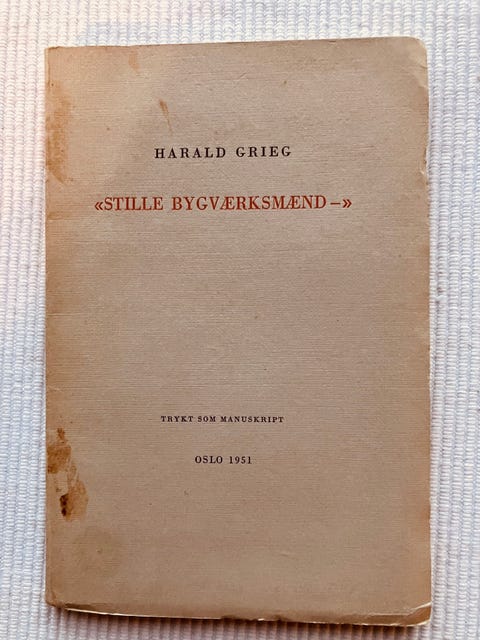 HARALD GRIEG
«STILLE BYGVÆRKSMÆND –»
TRYKT SOM MANUSKRIPT
OSLO 1951